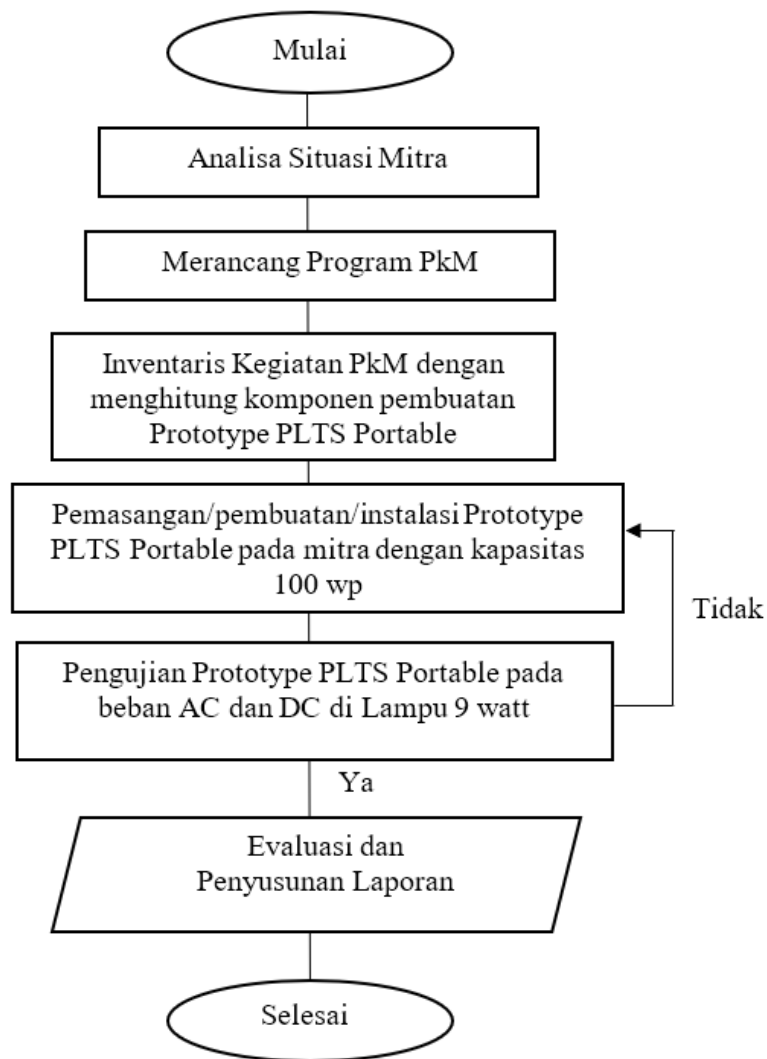 Mulai
Analisa Situasi Mitra
Merancang Program PkM
Inventaris Kegiatan PkM dengan
menghitung komponen pembuatan
Prototype PLTS Portable
Pemasangan/pembuatan/instalasi Prototype
PLTS Portable pada mitra dengan kapasitas
100 wp
Tidak
Pengujian Prototype PLTS Portable pada
beban AC dan DC di Lampu 9 watt
Ya
Evaluasi dan
Penyusunan Laporan
Selesai